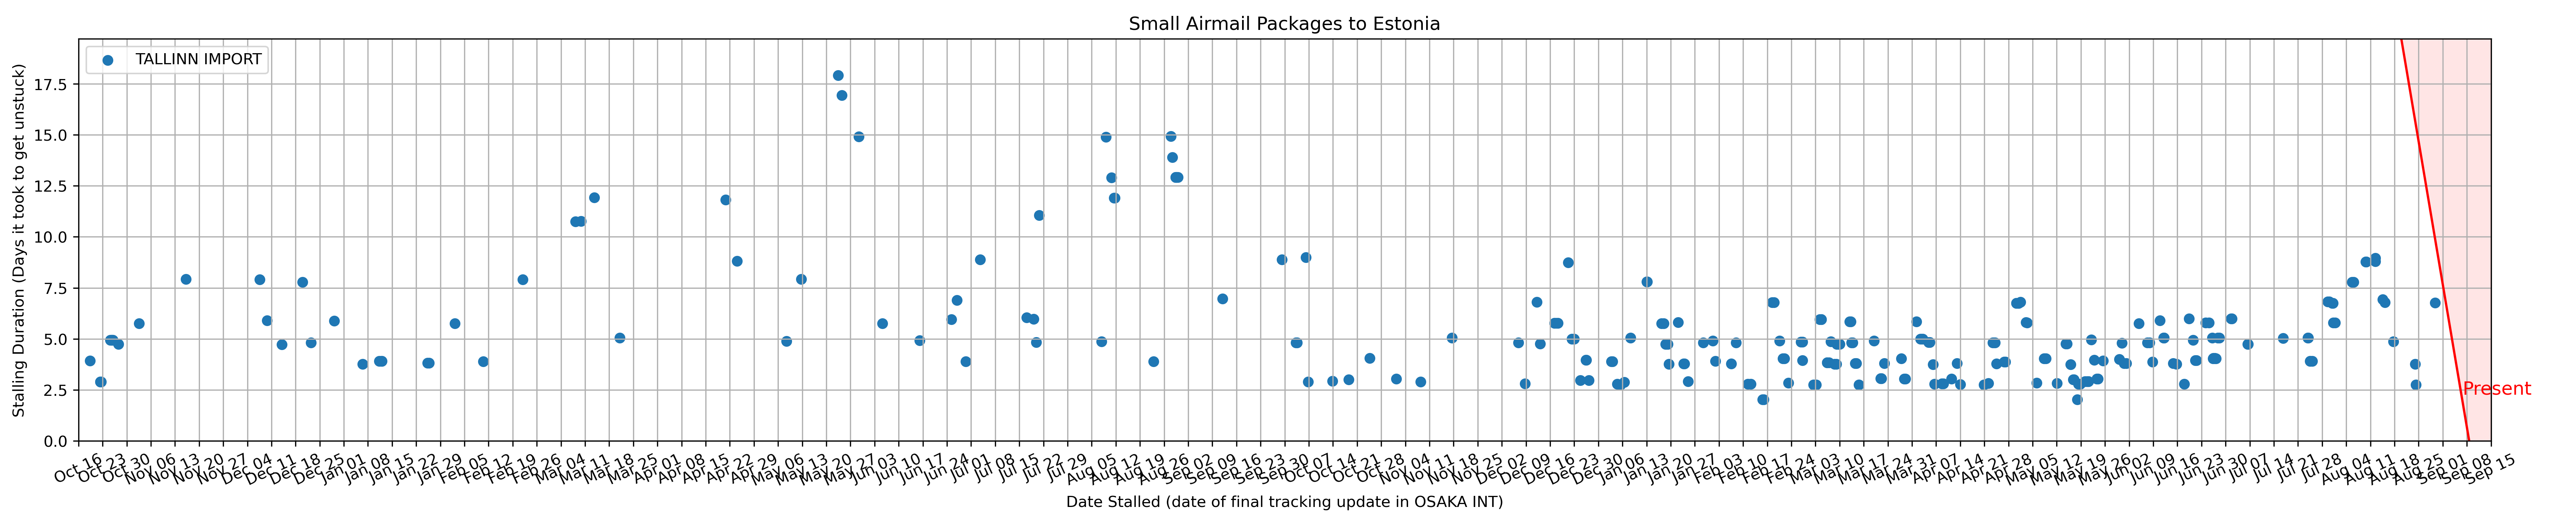 Small Airmail Packages to Estonia
TALLINN IMPORT
Stalling Duration (Days it took to get unstuck)
17.5
15.0
12.5
10.0
7.5
5.0
2.5
0.0
Present
Oct 16 Oct 23 Oct 30 Nov 06 Nov 13 Nov 20 Nov 27 Dec 04 Dec 11 Dec 18 Dec 25 Jan 01 Jan 08 Jan 15 Jan 22 Jan 29 Feb 05 Feb 12 Feb 19 Feb 26 Mar 04 Mar 11 Mar 18 Mar 25 Apr 01 Apr 08 Apr 15 Apr 22 Apr 29 May 06 May 13 May 20 May 27 Jun 03 Jun 10 Jun 17 Jun 24 Jul 01 Jul 08 Jul 15 Jul 22 Jul 29 Aug 05 Aug 12 Aug 19 Aug 26 Sep 02 Sep 09 Sep 16 Sep 23 Sep 30 Oct 07 Oct 14 Oct 21 Oct 28 Nov 04 Nov 11 Nov 18 Nov 25 Dec 02 Dec 09 Dec 16 Dec 23 Dec 30 Jan 06 Jan 13 Jan 20 Jan 27 Feb 03 Feb 10 Feb 17 Feb 24 Mar 03 Mar 10 Mar 17 Mar 24 Mar 31 Apr 07 Apr 14 Apr 21 Apr 28 May 05 May 12 May 19 May 26 Jun 02 Jun 09 Jun 16 Jun 23 Jun 30 Jul 07 Jul 14 Jul 21 Jul 28 Aug 04 Aug 11 Aug 18 Aug 25 Sep 01 Sep 08 Sep 15
Date Stalled (date of final tracking update in OSAKA INT)